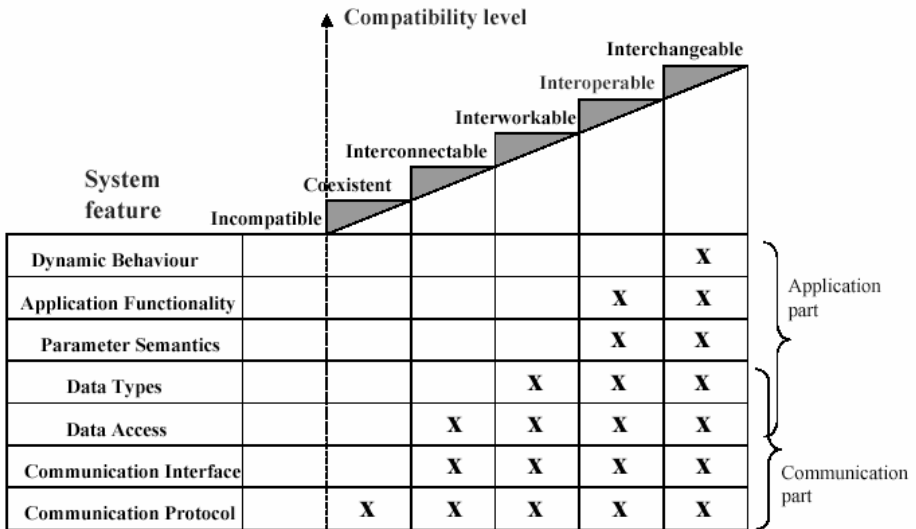 Compatibility level
Interchangeable
Interoperable
Interworkable
Interconnectable
Coexistent
Incompatible
System
feature
Dynamic Behaviour X
Application Functionality X X
Parameter Semantics X X
Data Types X X X
Data Access X X X X
Communication Interface X X X X
Communication Protocol X X X X X
Application
part
Communication
part